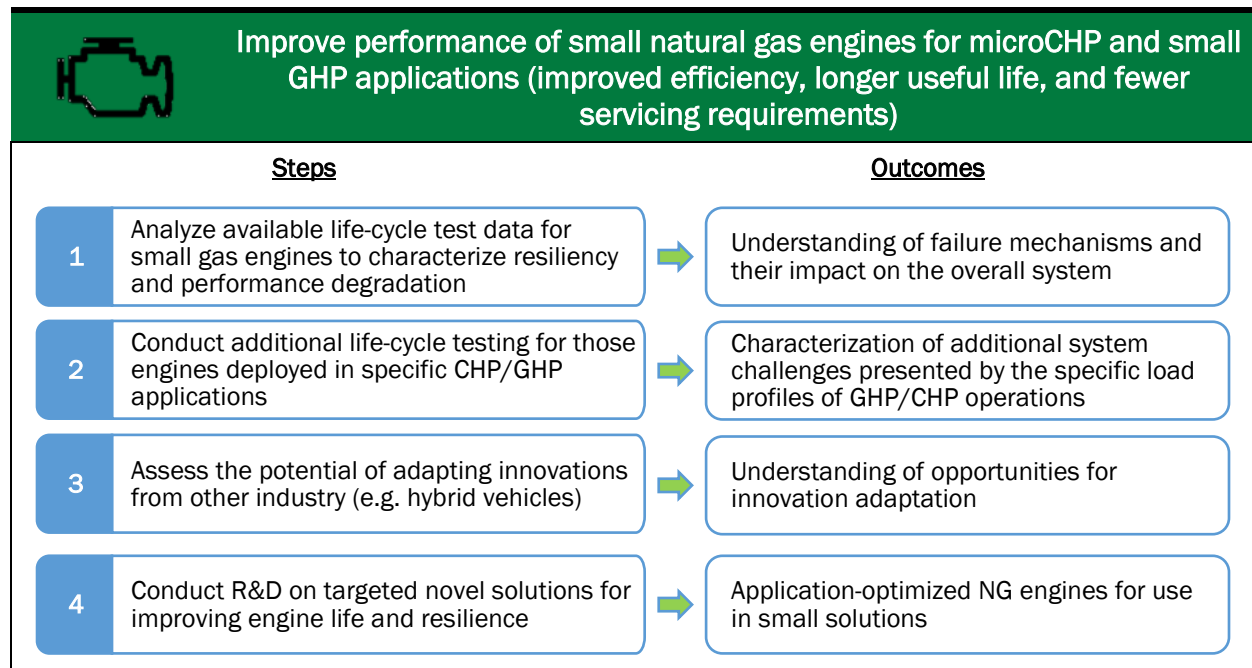 Improve performance of small natural gas engines for microCHP and small
GHP applications (improved efficiency, longer useful life, and fewer
servicing requirements)
Steps
Outcomes
1
Analyze available life-cycle test data for
small gas engines to characterize resiliency
and performance degradation
Understanding of failure mechanisms and
their impact on the overall system
2
Conduct additional life-cycle testing for those
engines deployed in specific CHP/GHP
applications
Characterization of additional system
challenges presented by the specific load
profiles of GHP/CHP operations
3
Assess the potential of adapting innovations
from other industry (e.g. hybrid vehicles)
Understanding of opportunities for
innovation adaptation
4
Conduct R&D on targeted novel solutions for
improving engine life and resilience
Application-optimized NG engines for use
in small solutions